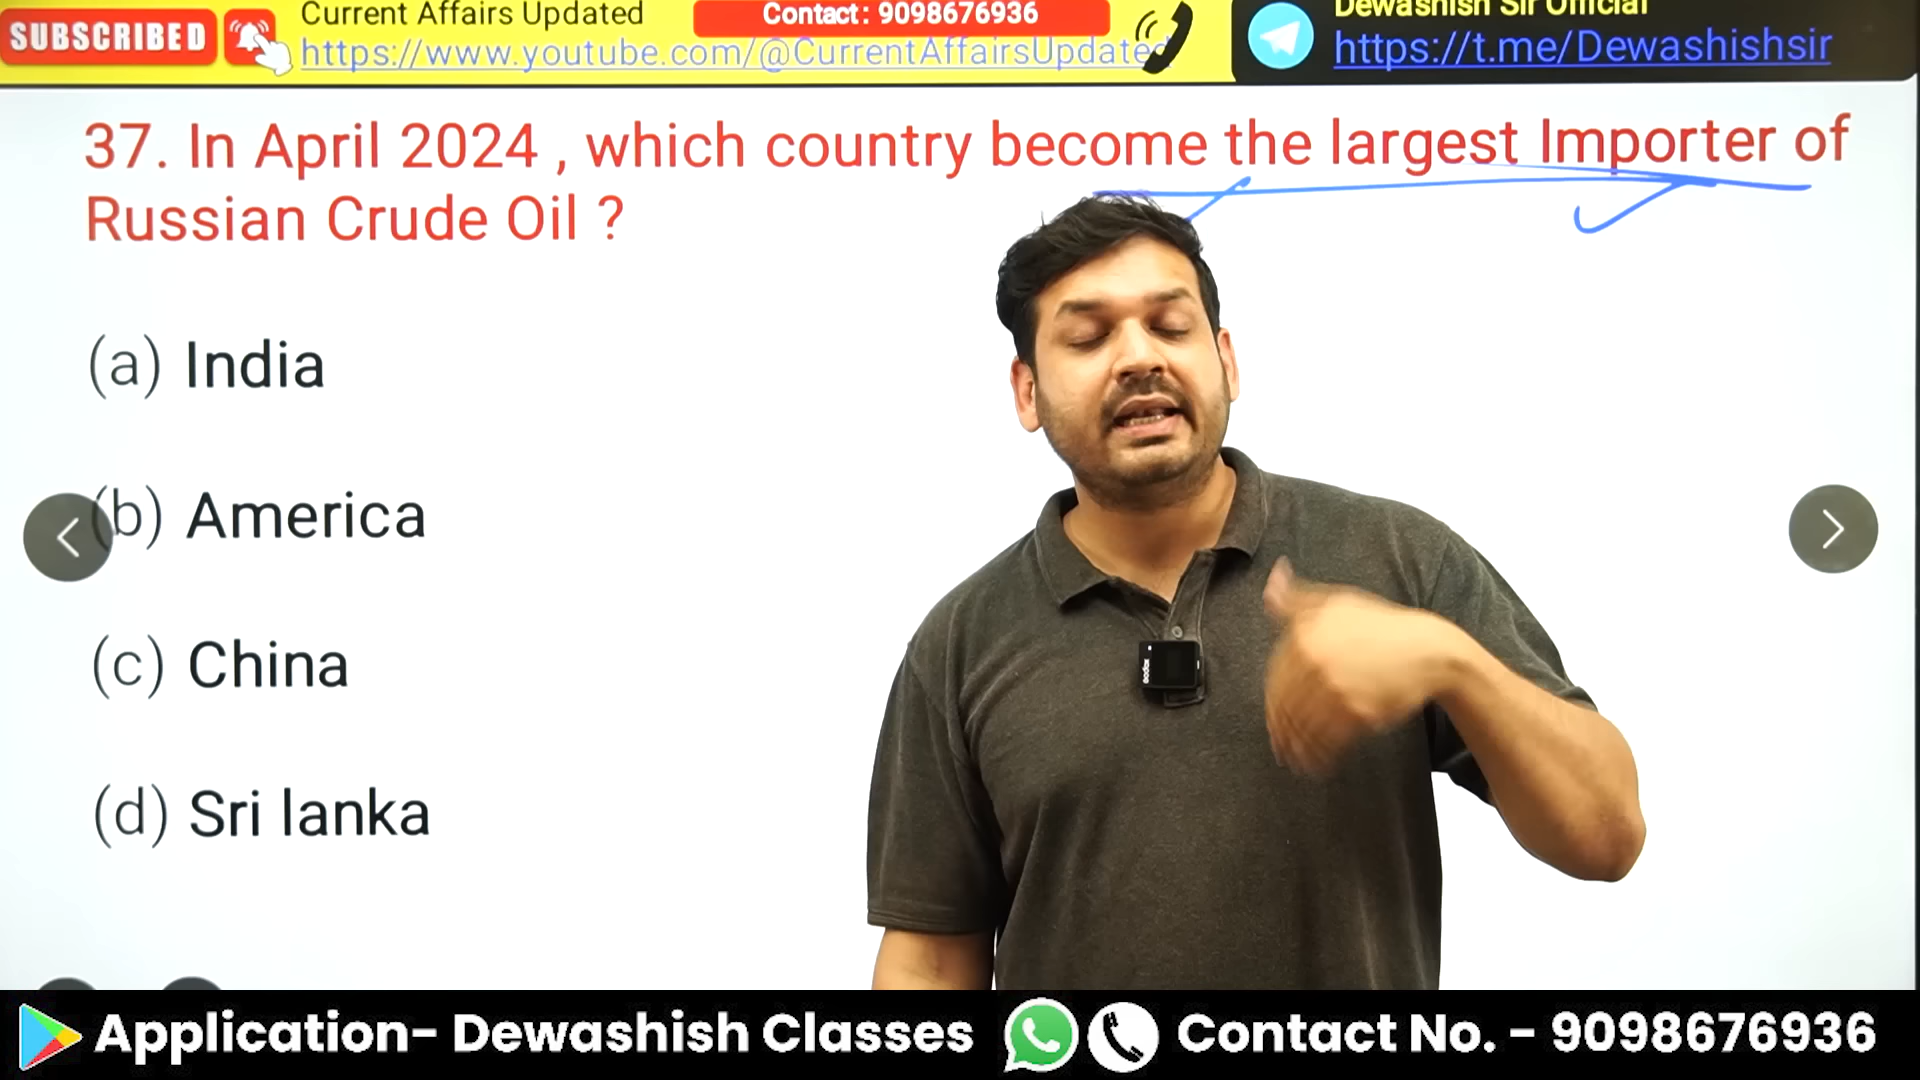 SUBSCRIBED
Current Affairs Updated
https://www.youtube.com/@CurrentAffairsUpdated
Contact: 9098676936
Dewashish Sir Official
https://t.me/Dewashishsir
37. In April 2024 , which country become the largest Importer of
Russian Crude Oil ?
(a) India
(b) America
(c) China
(d) Sri lanka
Godox
Application- Dewashish Classes
Contact No. - 9098676936